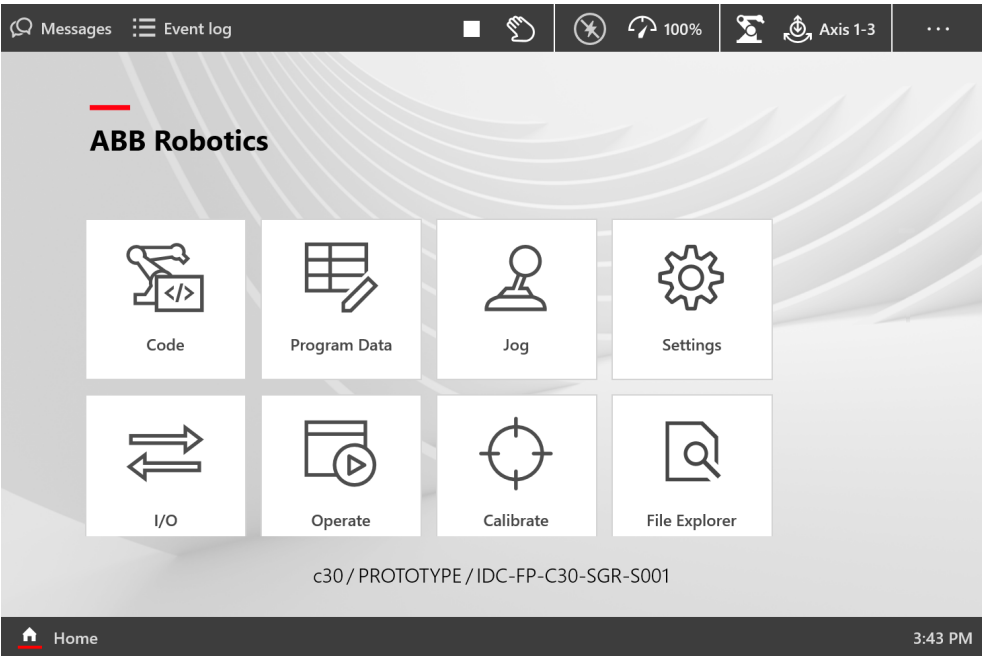 Messages Event log 100% Axis 1-3 ...
ABB Robotics
</>
Code Program Data Jog Settings
I/O Operate Calibrate File Explorer
c30 / PROTOTYPE / IDC-FP-C30-SGR-S001
Home 3:43 PM